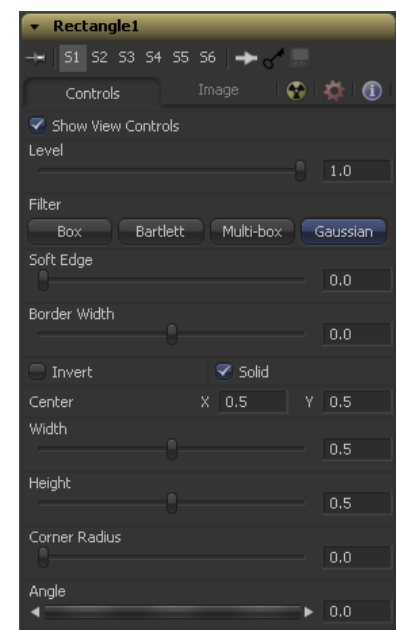 Rectangle1
S1 S2 S3 S4 S5 S6
Controls Image
Show View Controls
Level
1.0
Filter
Box Bartlett Multi-box Gaussian
Soft Edge
0.0
Border Width
0.0
Invert Solid
Center X 0.5 Y 0.5
Width
0.5
Height
0.5
Corner Radius
0.0
Angle
0.0